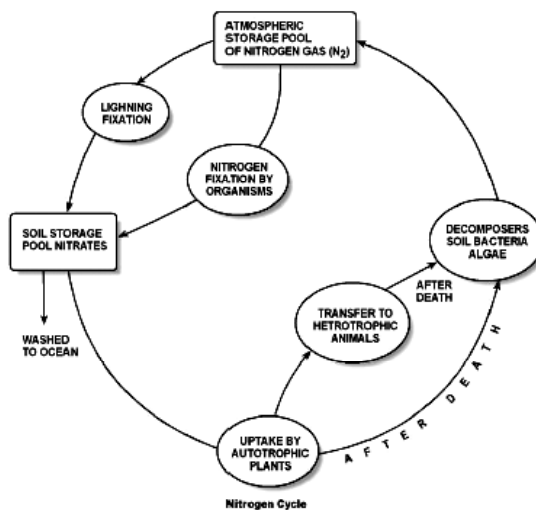 ATMOSPHERIC
STORAGE POOL
OF NITROGEN GAS (N₂)
LIGHNING
FIXATION
NITROGEN
FIXATION BY
ORGANISMS
SOIL STORAGE
POOL NITRATES
WASHED
TO OCEAN
DECOMPOSERS
SOIL BACTERIA
ALGAE
AFTER
DEATH
TRANSFER TO
HETROTROPHIC
ANIMALS
AFTER DEATH
UPTAKE BY
AUTOTROPHIC
PLANTS
Nitrogen Cycle